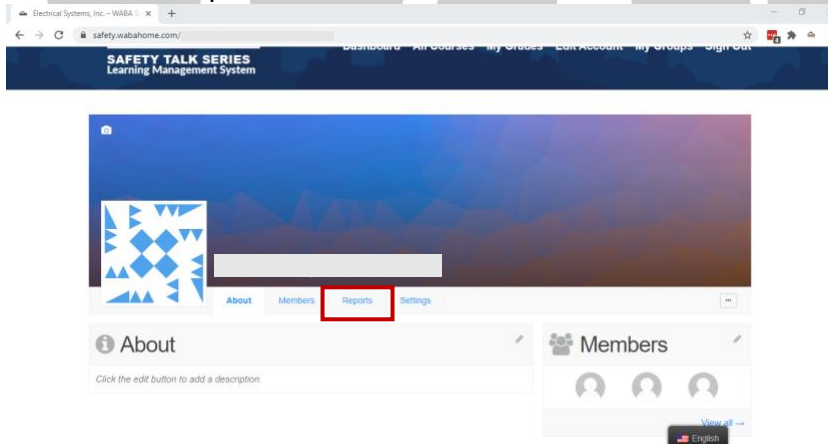 Electrical Systems, Inc. – WABA S
safety.wabahome.com/
SAFETY TALK SERIES
Learning Management System
Dashboard All Courses My Grades Edit Account My Groups Sign Out
About Members Reports Settings
About
Click the edit button to add a description.
Members
View all →
English